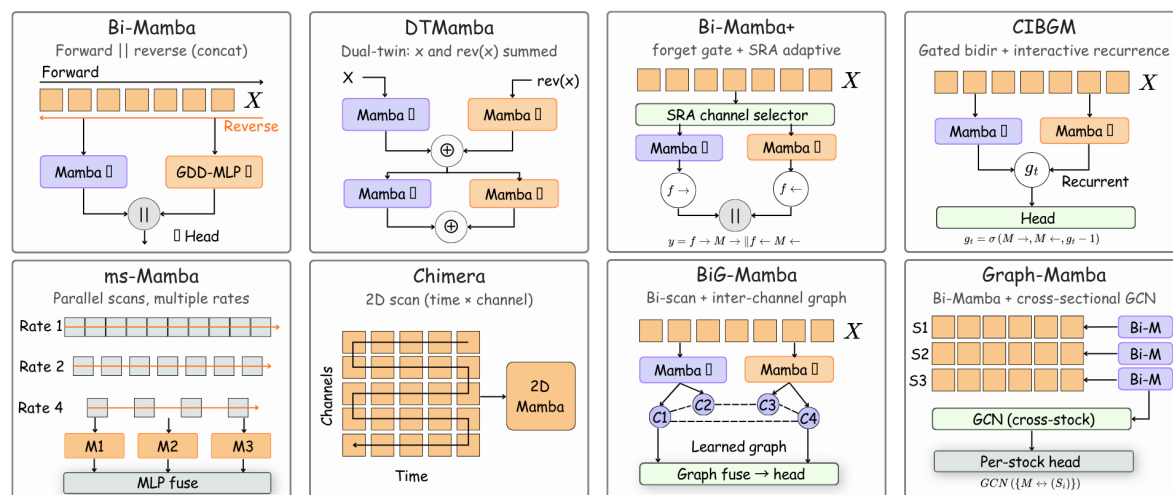 Bi-Mamba
Forward || reverse (concat)
Forward
X
Reverse
Mamba ▯
GDD-MLP ▯
||
▯ Head
DTMamba
Dual-twin: x and rev(x) summed
X
rev(x)
Mamba ▯
Mamba ▯
⊕
Mamba ▯
Mamba ▯
⊕
Bi-Mamba+
forget gate + SRA adaptive
X
SRA channel selector
Mamba ▯
Mamba ▯
f →
f ←
||
y = f → M → ∥ f ← M ←
CIBGM
Gated bidir + interactive recurrence
X
Mamba ▯
Mamba ▯
g_t
Recurrent
Head
g_t = σ (M →, M ←, g_t − 1)
ms-Mamba
Parallel scans, multiple rates
Rate 1
Rate 2
Rate 4
M1
M2
M3
MLP fuse
Chimera
2D scan (time × channel)
Channels
2D
Mamba
Time
BiG-Mamba
Bi-scan + inter-channel graph
X
Mamba ▯
Mamba ▯
C1
C2
C3
C4
Learned graph
Graph fuse → head
Graph-Mamba
Bi-Mamba + cross-sectional GCN
S1
Bi-M
S2
Bi-M
S3
Bi-M
GCN (cross-stock)
Per-stock head
GCN ({M ↔ (S_i)})